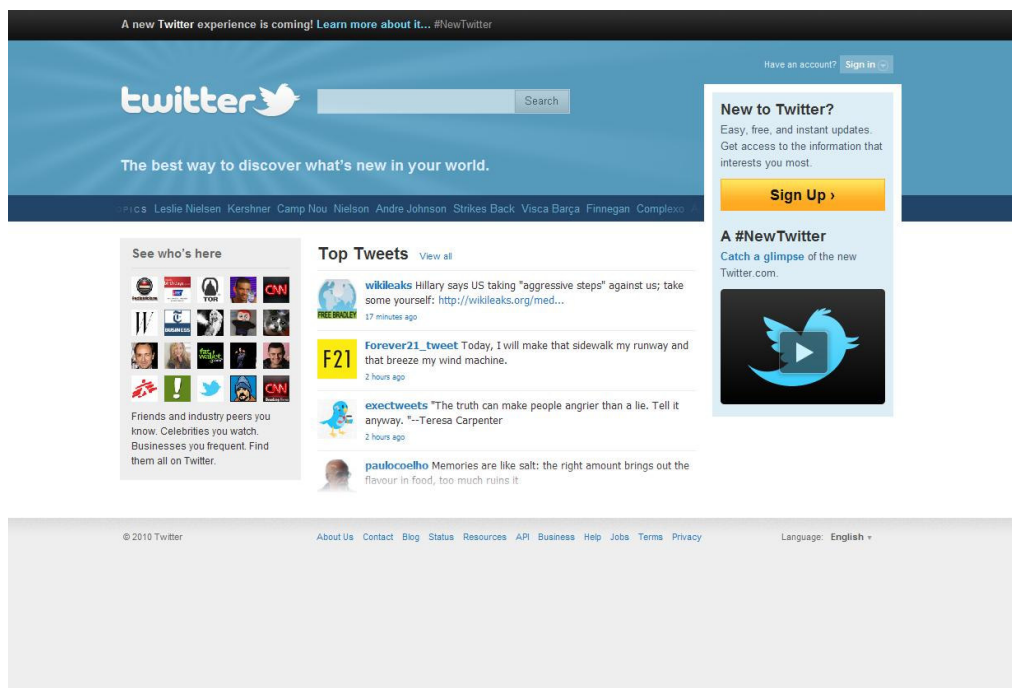 A new Twitter experience is coming! Learn more about it... #NewTwitter
Have an account? Sign in
twitter
Search
The best way to discover what's new in your world.
OPICS Leslie Nielsen Kershner Camp Nou Nielson Andre Johnson Strikes Back Visca Barça Finnegan Complexo
New to Twitter?
Easy, free, and instant updates.
Get access to the information that
interests you most.
Sign Up ›
A #NewTwitter
Catch a glimpse of the new
Twitter.com.
See who's here
TOR
CNN
W
BUSINESS
CNN
Friends and industry peers you
know. Celebrities you watch.
Businesses you frequent. Find
them all on Twitter.
Top Tweets View all
FREE BRADLEY
wikileaks Hillary says US taking "aggressive steps" against us; take
some yourself: http://wikileaks.org/med...
17 minutes ago
F21
Forever21_tweet Today, I will make that sidewalk my runway and
that breeze my wind machine.
2 hours ago
exectweets "The truth can make people angrier than a lie. Tell it
anyway. "--Teresa Carpenter
2 hours ago
paulocoelho Memories are like salt: the right amount brings out the
flavour in food, too much ruins it
© 2010 Twitter
About Us Contact Blog Status Resources API Business Help Jobs Terms Privacy
Language: English